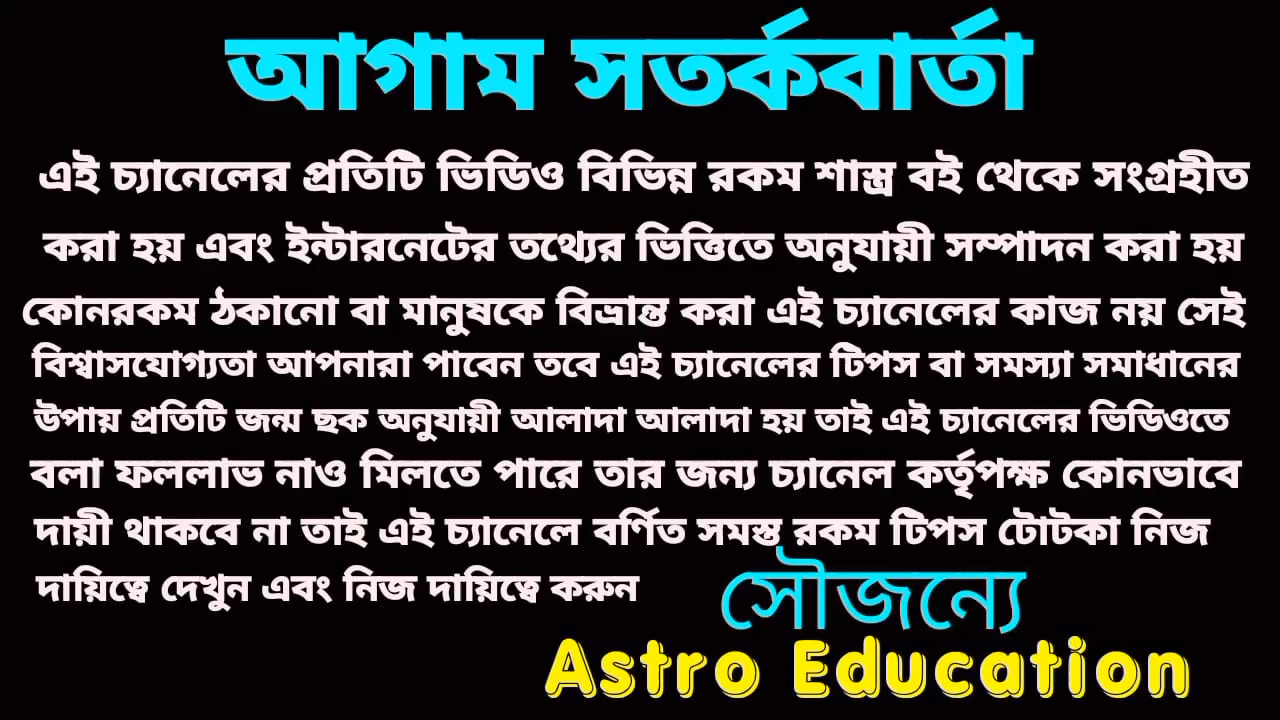 আগাম সতর্কবার্তা
এই চ্যানেলের প্রতিটি ভিডিও বিভিন্ন রকম শাস্ত্র বই থেকে সংগ্রহীত
করা হয় এবং ইন্টারনেটের তথ্যের ভিত্তিতে অনুযায়ী সম্পাদন করা হয়
কোনরকম ঠকানো বা মানুষকে বিভ্রান্ত করা এই চ্যানেলের কাজ নয় সেই
বিশ্বাসযোগ্যতা আপনারা পাবেন তবে এই চ্যানেলের টিপস বা সমস্যা সমাধানের
উপায় প্রতিটি জন্ম ছক অনুযায়ী আলাদা আলাদা হয় তাই এই চ্যানেলের ভিডিওতে
বলা ফললাভ নাও মিলতে পারে তার জন্য চ্যানেল কর্তৃপক্ষ কোনভাবে
দায়ী থাকবে না তাই এই চ্যানেলে বর্ণিত সমস্ত রকম টিপস টোটকা নিজ
দায়িত্বে দেখুন এবং নিজ দায়িত্বে করুন
সৌজন্যে
Astro Education